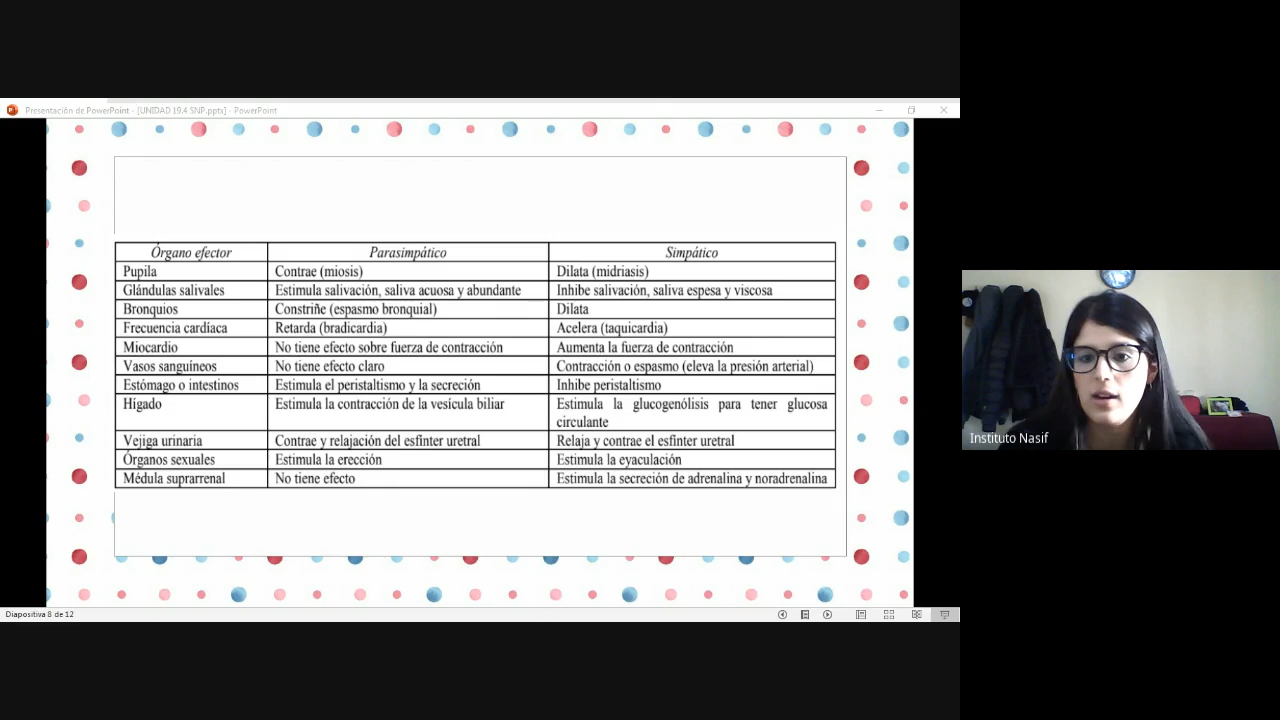 Presentación de PowerPoint - [UNIDAD 19.4 SNP.pptx] - PowerPoint
Órgano efector Parasimpático Simpático
Pupila Contrae (miosis) Dilata (midriasis)
Glándulas salivales Estimula salivación, saliva acuosa y abundante Inhibe salivación, saliva espesa y viscosa
Bronquios Constriñe (espasmo bronquial) Dilata
Frecuencia cardíaca Retarda (bradicardia) Acelera (taquicardia)
Miocardio No tiene efecto sobre fuerza de contracción Aumenta la fuerza de contracción
Vasos sanguíneos No tiene efecto claro Contracción o espasmo (eleva la presión arterial)
Estómago o intestinos Estimula el peristaltismo y la secreción Inhibe peristaltismo
Hígado Estimula la contracción de la vesícula biliar Estimula la glucogenólisis para tener glucosa
circulante
Vejiga urinaria Contrae y relajación del esfinter uretral Relaja y contrae el esfinter uretral
Órganos sexuales Estimula la erección Estimula la eyaculación
Médula suprarrenal No tiene efecto Estimula la secreción de adrenalina y noradrenalina
Instituto Nasif
Diapositiva 8 de 12